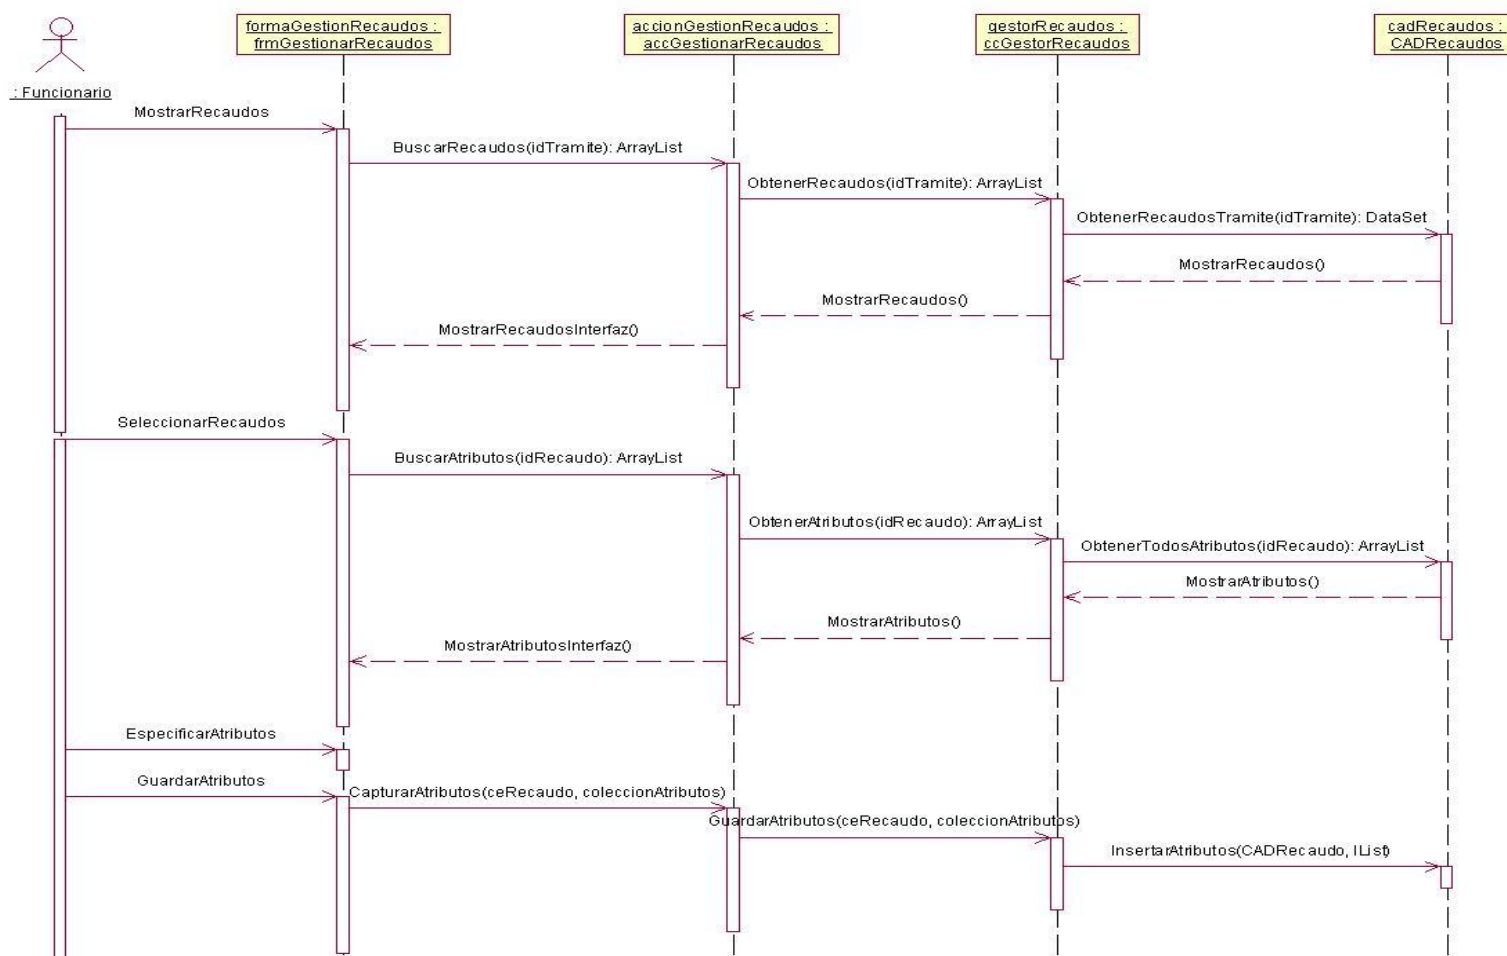 formaGestionRecaudos :
frmGestionarRecaudos
accionGestionRecaudos :
accGestionarRecaudos
gestorRecaudos :
ccGestorRecaudos
cadRecaudos :
CADRecaudos
: Funcionario
MostrarRecaudos
BuscarRecaudos(idTramite): ArrayList
ObtenerRecaudos(idTramite): ArrayList
ObtenerRecaudosTramite(idTramite): DataSet
MostrarRecaudos()
MostrarRecaudos()
MostrarRecaudosInterfaz()
SeleccionarRecaudos
BuscarAtributos(idRecaudo): ArrayList
ObtenerAtributos(idRecaudo): ArrayList
ObtenerTodosAtributos(idRecaudo): ArrayList
MostrarAtributos()
MostrarAtributos()
MostrarAtributosInterfaz()
EspecificarAtributos
GuardarAtributos
CapturarAtributos(ceRecaudo, coleccionAtributos)
GuardarAtributos(ceRecaudo, coleccionAtributos)
InsertarAtributos(CADRecaudo, IList)